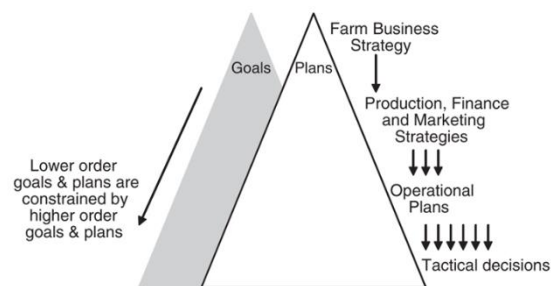 Farm Business
Strategy
Goals
Plans
Production, Finance
and Marketing
Strategies
Lower order
goals & plans are
constrained by
higher order
goals & plans
Operational
Plans
Tactical decisions